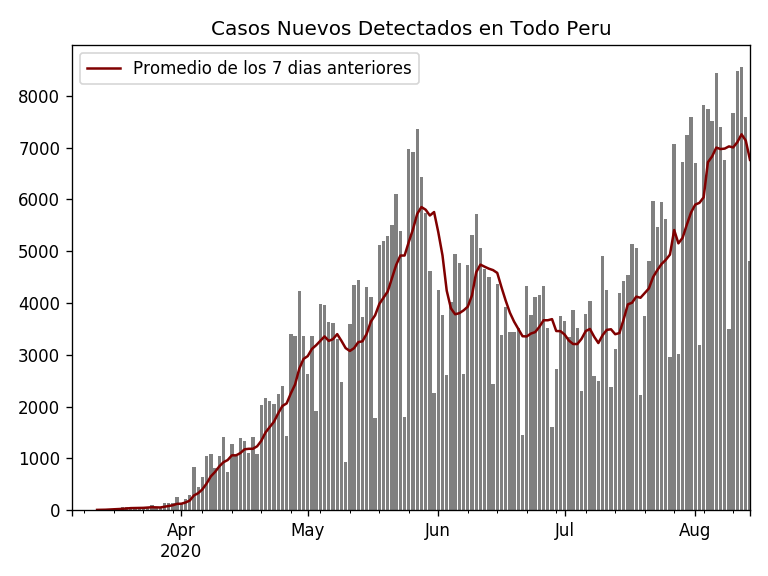 Casos Nuevos Detectados en Todo Peru
Promedio de los 7 dias anteriores
8000
7000
6000
5000
4000
3000
2000
1000
0
Apr
2020
May
Jun
Jul
Aug